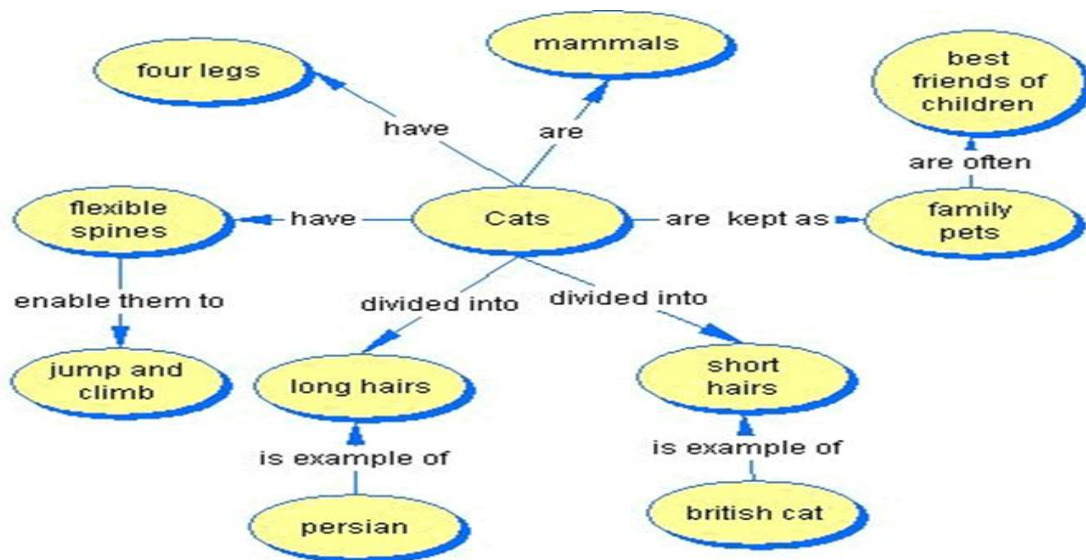 mammals
four legs
best
friends of
children
have
are
are often
flexible
spines
have
Cats
are kept as
family
pets
enable them to
divided into
divided into
jump and
climb
long hairs
short
hairs
is example of
is example of
persian
british cat